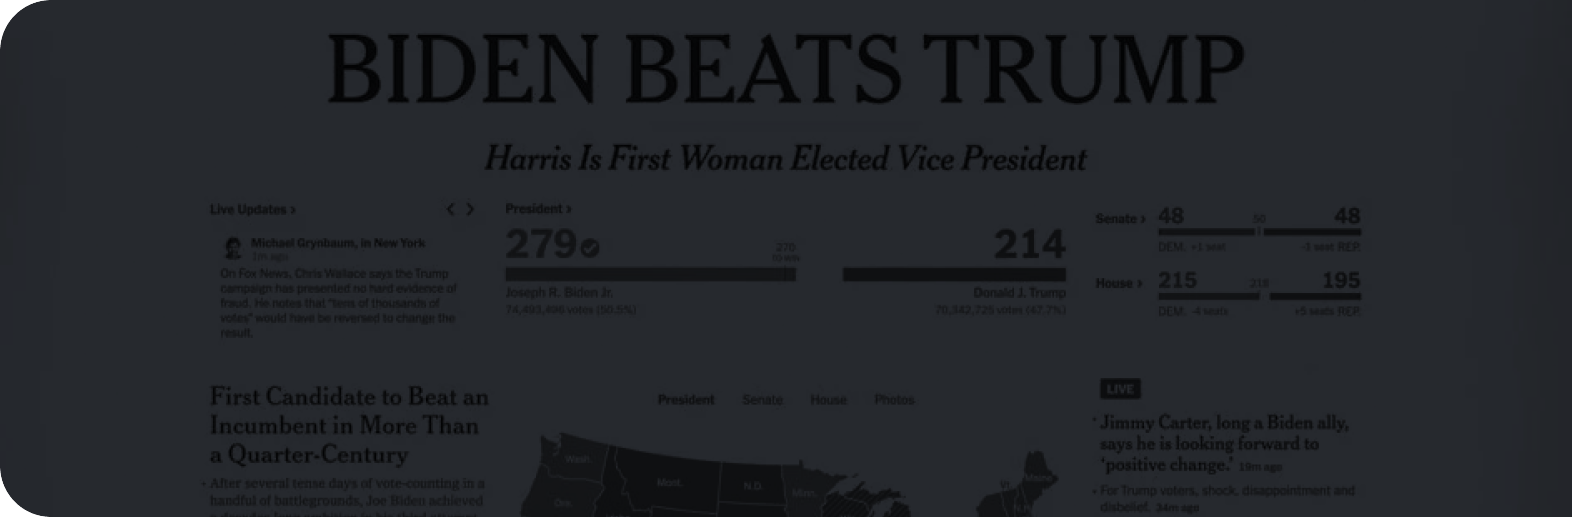 BIDEN BEATS TRUMP
Harris Is First Woman Elected Vice President
Live Updates ›
Michael Grynbaum, in New York
1m ago
On Fox News, Chris Wallace says the Trump
campaign has presented no hard evidence of
fraud. He notes that "tens of thousands of
votes" would have be reversed to change the
result.
President ›
279
270
TO WIN
214
Joseph R. Biden Jr.
Donald J. Trump
74,493,896 votes (50.5%)
70,342,725 votes (47.7%)
Senate › 48 50 48
DEM. +1 seat
-3 seat REP.
House › 215 218 195
DEM. -4 seats
+5 seats REP.
First Candidate to Beat an
Incumbent in More Than
a Quarter-Century
• After several tense days of vote-counting in a
handful of battlegrounds, Joe Biden achieved
President Senate House Photos
Wash.
Mont.
N.D.
Minn.
Ore.
Maine
LIVE
Jimmy Carter, long a Biden ally,
says he is looking forward to
'positive change.' 19m ago
• For Trump voters, shock, disappointment and
disbelief. 34m ago